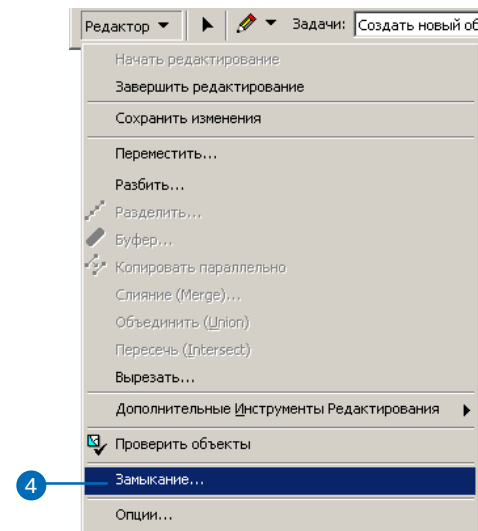 Редактор Задачи: Создать новый об
Начать редактирование
Завершить редактирование
Сохранить изменения
Переместить...
Разбить...
Разделить...
Буфер...
Копировать параллельно
Слияние (Merge)...
Объединить (Union)
Пересечь (Intersect)
Вырезать...
Дополнительные Инструменты Редактирования
Проверить объекты
4 Замыкание...
Опции...